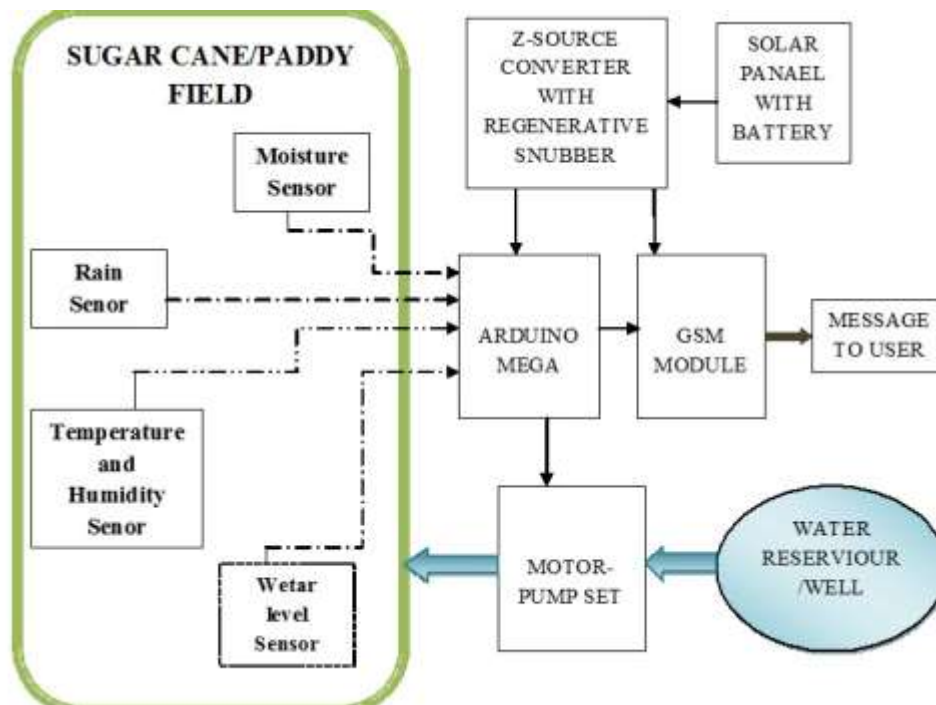 SUGAR CANE/PADDY
FIELD
Moisture
Sensor
Rain
Senor
Temperature
and
Humidity
Senor
Wetar
level
Sensor
Z-SOURCE
CONVERTER
WITH
REGENERATIVE
SNUBBER
SOLAR
PANAEL
WITH
BATTERY
ARDUINO
MEGA
GSM
MODULE
MESSAGE
TO USER
MOTOR-
PUMP SET
WATER
RESERVIOUR
/WELL